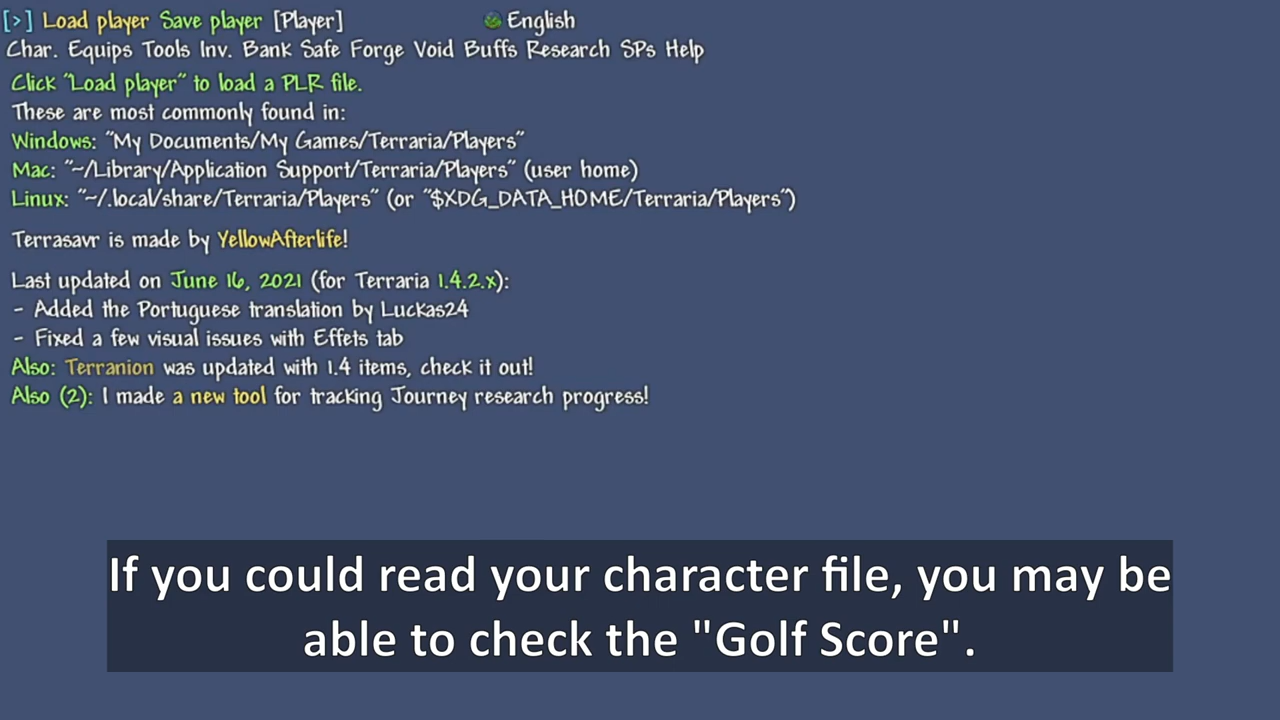 [>] Load player Save player [Player] English
Char. Equips Tools Inv. Bank Safe Forge Void Buffs Research SPs Help
Click "Load player" to load a PLR file.
These are most commonly found in:
Windows: "My Documents/My Games/Terraria/Players"
Mac: "~/Library/Application Support/Terraria/Players" (user home)
Linux: "~/.local/share/Terraria/Players" (or "$XDG_DATA_HOME/Terraria/Players")
Terrasavr is made by YellowAfterlife!
Last updated on June 16, 2021 (for Terraria 1.4.2.x):
- Added the Portuguese translation by Luckas24
- Fixed a few visual issues with Effets tab
Also: Terranion was updated with 1.4 items, check it out!
Also (2): I made a new tool for tracking Journey research progress!
If you could read your character file, you may be
able to check the "Golf Score".